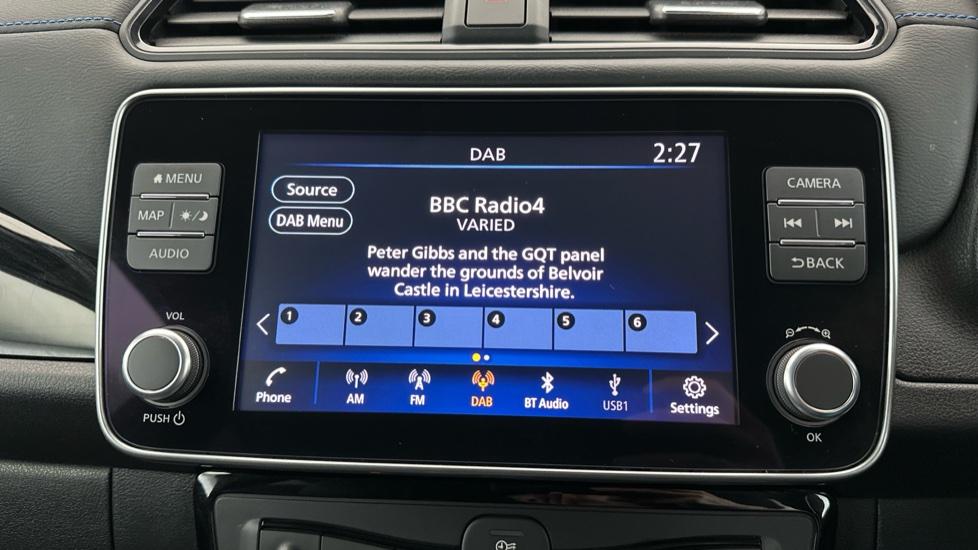 DAB
2:27
Source
DAB Menu
BBC Radio4
VARIED
Peter Gibbs and the GQT panel
wander the grounds of Belvoir
Castle in Leicestershire.
1 2 3 4 5 6
Phone
AM
FM
DAB
BT Audio
USB1
Settings
MENU
MAP
AUDIO
VOL
PUSH
CAMERA
BACK
OK